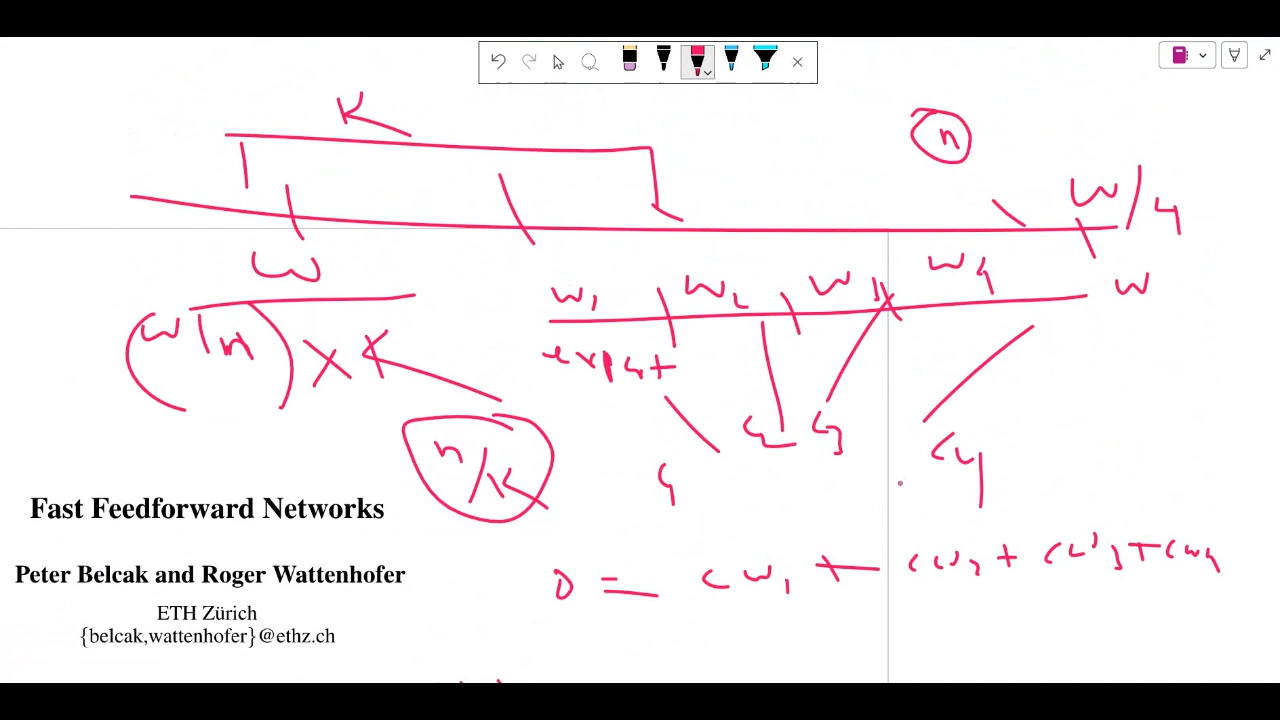 K
n
W/4
W
W1 W2 W W4 W
(W/n) X K
expert
n/K
C4
Fast Feedforward Networks
Peter Belcak and Roger Wattenhofer
ETH Zürich
{belcak,wattenhofer}@ethz.ch